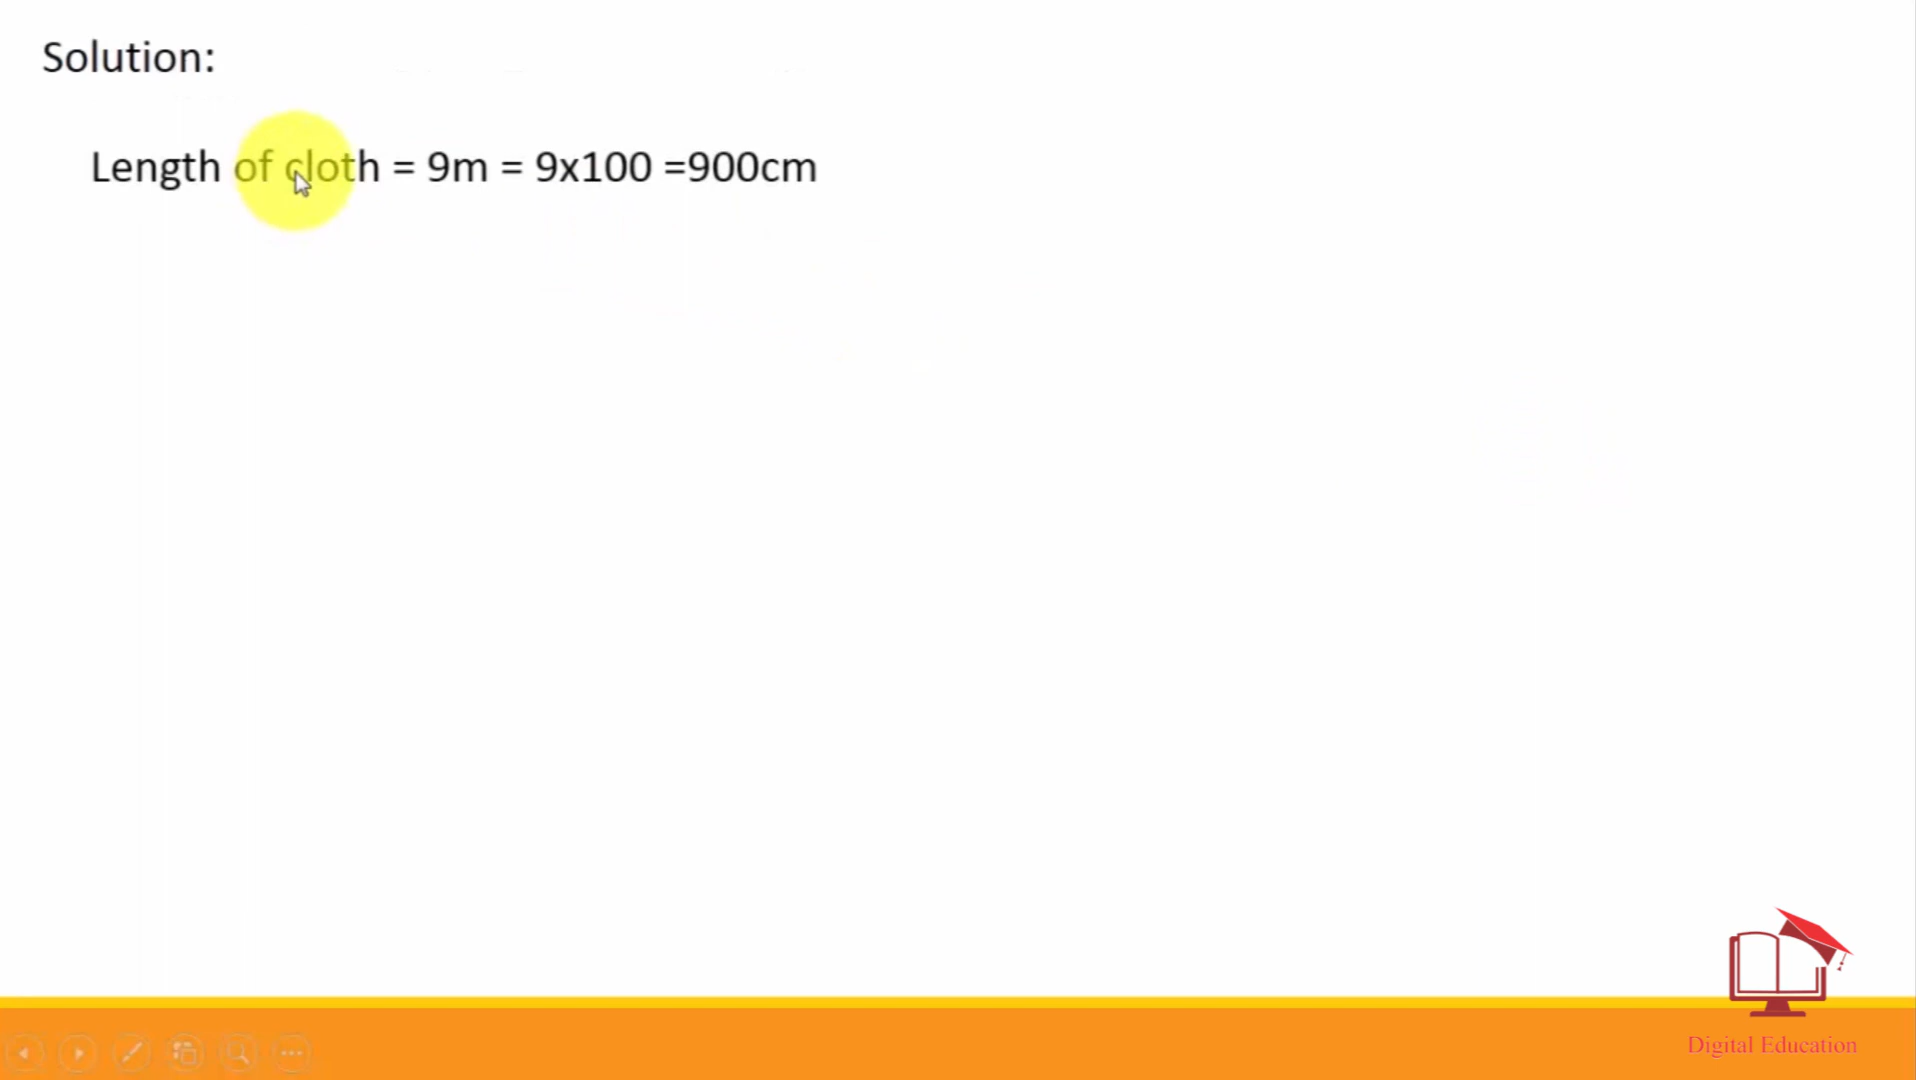 Solution:
Length of cloth = 9m = 9x100 =900cm
Digital Education